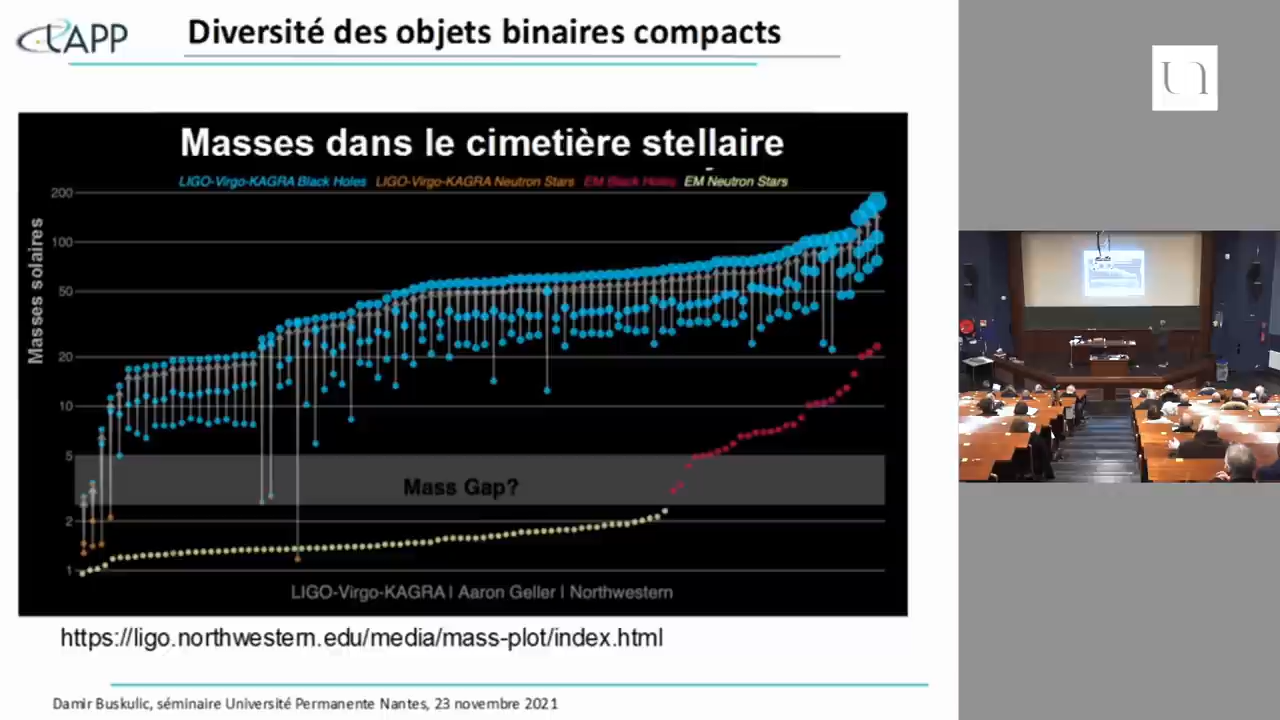 LAPP
Diversité des objets binaires compacts
Masses dans le cimetière stellaire
LIGO-Virgo-KAGRA Black Holes LIGO-Virgo-KAGRA Neutron Stars EM Black Holes EM Neutron Stars
Masses solaires
200
100
50
20
10
5
Mass Gap?
2
1
LIGO-Virgo-KAGRA | Aaron Geller | Northwestern
https://ligo.northwestern.edu/media/mass-plot/index.html
Damir Buskulic, séminaire Université Permanente Nantes, 23 novembre 2021